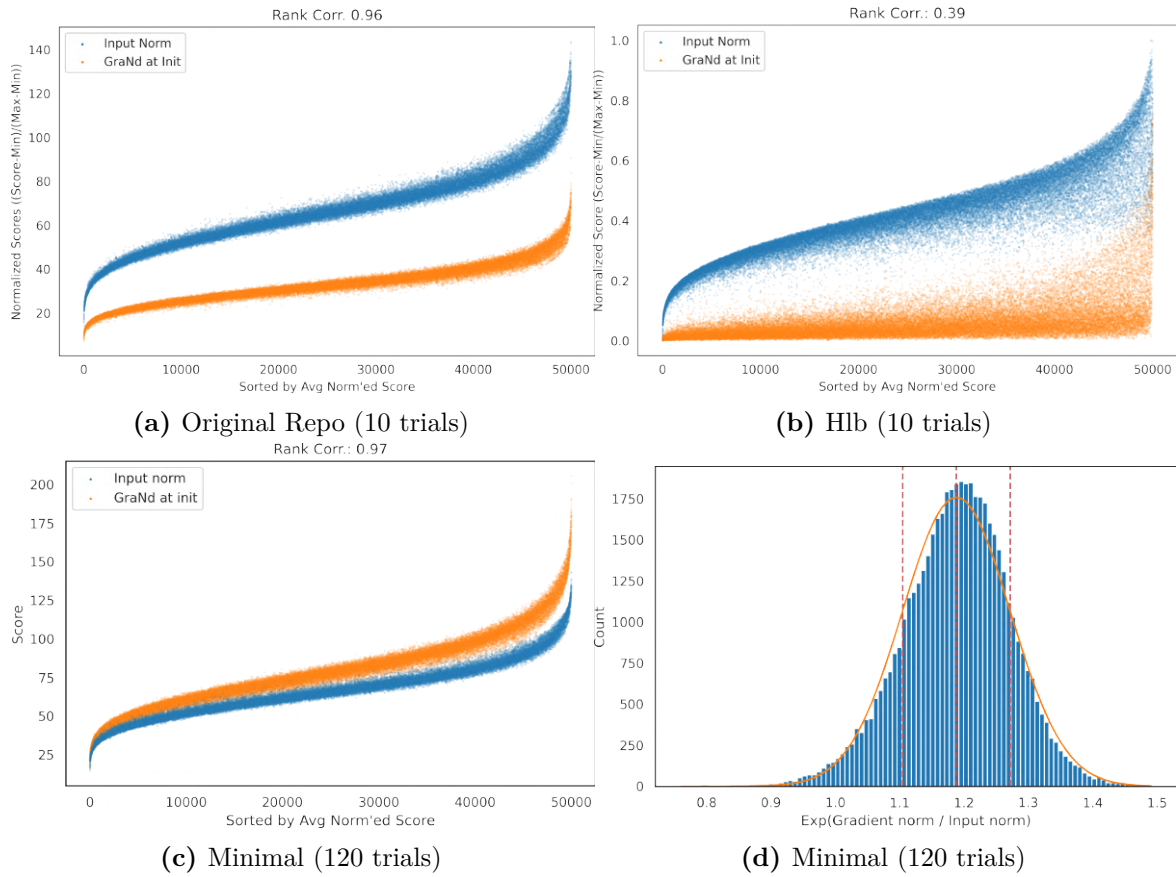 Rank Corr. 0.96
Input Norm
GraNd at Init
Normalized Scores ((Score-Min)/(Max-Min))
140
120
100
80
60
40
20
0
10000
20000
30000
40000
50000
Sorted by Avg Norm'ed Score
(a) Original Repo (10 trials)
Rank Corr.: 0.39
Input Norm
GraNd at Init
Normalized Score (Score-Min/(Max-Min))
1.0
0.8
0.6
0.4
0.2
0.0
0
10000
20000
30000
40000
50000
Sorted by Avg Norm'ed Score
(b) Hlb (10 trials)
Rank Corr.: 0.97
Input norm
GraNd at init
Score
200
175
150
125
100
75
50
25
0
10000
20000
30000
40000
50000
Sorted by Avg Norm'ed Score
(c) Minimal (120 trials)
Count
1750
1500
1250
1000
750
500
250
0
0.8
0.9
1.0
1.1
1.2
1.3
1.4
1.5
Exp(Gradient norm / Input norm)
(d) Minimal (120 trials)